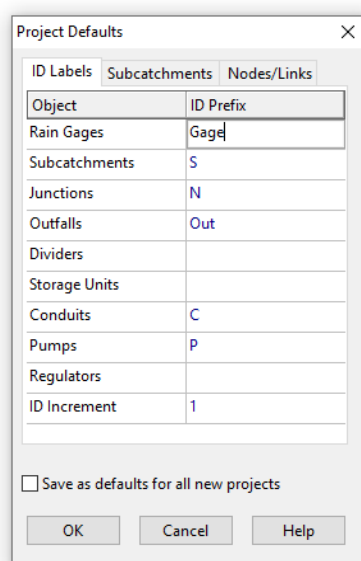 Project Defaults
ID Labels Subcatchments Nodes/Links
Object ID Prefix
Rain Gages Gage
Subcatchments S
Junctions N
Outfalls Out
Dividers
Storage Units
Conduits C
Pumps P
Regulators
ID Increment 1
Save as defaults for all new projects
OK Cancel Help